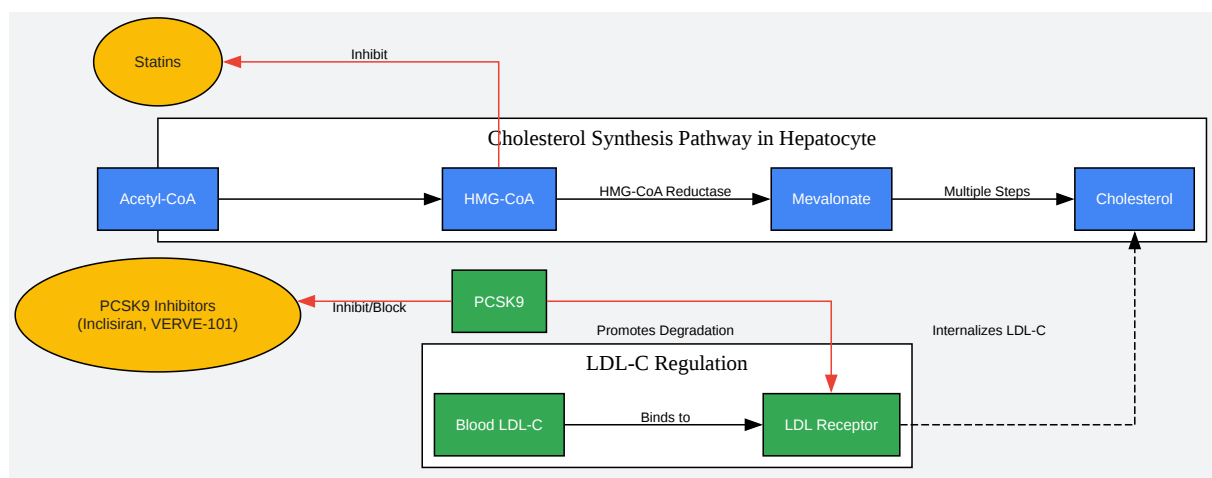 Statins
Inhibit
Cholesterol Synthesis Pathway in Hepatocyte
Acetyl-CoA
HMG-CoA
HMG-CoA Reductase
Mevalonate
Multiple Steps
Cholesterol
PCSK9 Inhibitors
(Inclisiran, VERVE-101)
Inhibit/Block
PCSK9
Promotes Degradation
Internalizes LDL-C
LDL-C Regulation
Blood LDL-C
Binds to
LDL Receptor